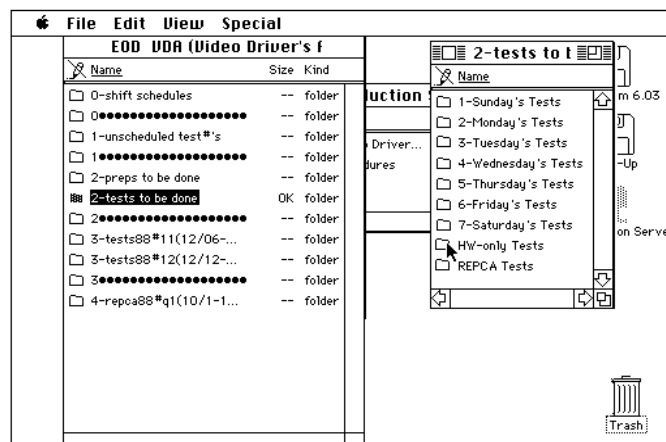 File Edit View Special
EOD VDA (Video Driver's f
Name Size Kind
0-shift schedules -- folder
0●●●●●●●●●●●●●●●●●●● -- folder
1-unscheduled test#'s -- folder
1●●●●●●●●●●●●●●●●●●● -- folder
2-preps to be done -- folder
2-tests to be done 0K folder
2●●●●●●●●●●●●●●●●●●● -- folder
3-tests88#11(12/06-... -- folder
3-tests88#12(12/12-... -- folder
3●●●●●●●●●●●●●●●●●●● -- folder
4-repca88#q1(10/1-1... -- folder
luction
Driver...
dures
2-tests to t
Name
1-Sunday's Tests
2-Monday's Tests
3-Tuesday's Tests
4-Wednesday's Tests
5-Thursday's Tests
6-Friday's Tests
7-Saturday's Tests
HW-only Tests
REPCA Tests
m 6.03
-Up
on Serve
Trash